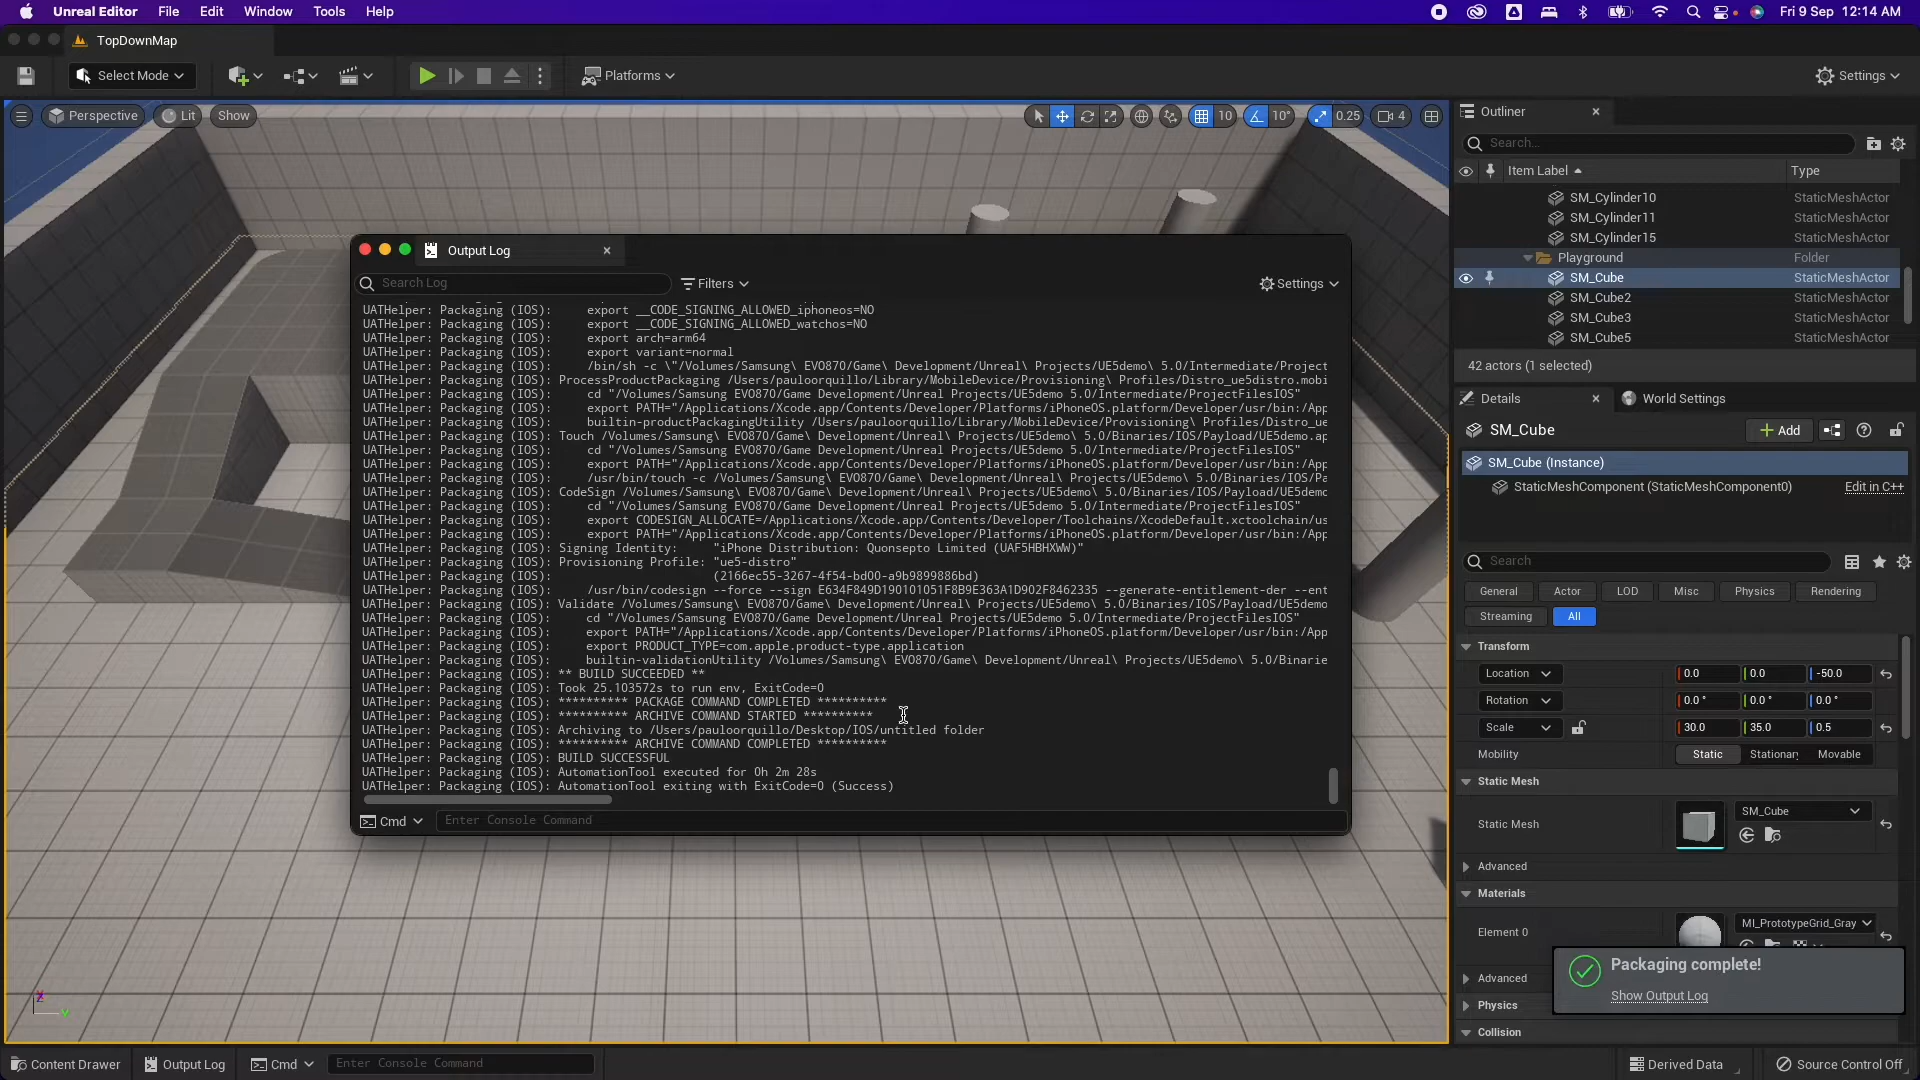 Unreal Editor File Edit Window Tools Help
Fri 9 Sep 12:14 AM
TopDownMap
Select Mode
Platforms
Settings
Perspective
Lit
Show
10
10°
0.25
4
Outliner
Search...
Item Label
Type
SM_Cylinder10 StaticMeshActor
SM_Cylinder11 StaticMeshActor
SM_Cylinder15 StaticMeshActor
Playground Folder
SM_Cube StaticMeshActor
SM_Cube2 StaticMeshActor
SM_Cube3 StaticMeshActor
SM_Cube5 StaticMeshActor
42 actors (1 selected)
Output Log
Search Log
Filters
Settings
UATHelper: Packaging (IOS): export __CODE_SIGNING_ALLOWED_iphoneos=NO
UATHelper: Packaging (IOS): export __CODE_SIGNING_ALLOWED_watchos=NO
UATHelper: Packaging (IOS): export arch=arm64
UATHelper: Packaging (IOS): export variant=normal
UATHelper: Packaging (IOS): /bin/sh -c \"/Volumes/Samsung\ EVO870/Game\ Development/Unreal\ Projects/UE5demo\ 5.0/Intermediate/Project
UATHelper: Packaging (IOS): ProcessProductPackaging /Users/pauloorquillo/Library/MobileDevice/Provisioning\ Profiles/Distro_ue5distro.mobi
UATHelper: Packaging (IOS): cd "/Volumes/Samsung EVO870/Game Development/Unreal Projects/UE5demo 5.0/Intermediate/ProjectFilesIOS"
UATHelper: Packaging (IOS): export PATH="/Applications/Xcode.app/Contents/Developer/Platforms/iPhoneOS.platform/Developer/usr/bin:/App
UATHelper: Packaging (IOS): builtin-productPackagingUtility /Users/pauloorquillo/Library/MobileDevice/Provisioning\ Profiles/Distro_ue
UATHelper: Packaging (IOS): Touch /Volumes/Samsung\ EVO870/Game\ Development/Unreal\ Projects/UE5demo\ 5.0/Binaries/IOS/Payload/UE5demo.ap
UATHelper: Packaging (IOS): cd "/Volumes/Samsung EVO870/Game Development/Unreal Projects/UE5demo 5.0/Intermediate/ProjectFilesIOS"
UATHelper: Packaging (IOS): export PATH="/Applications/Xcode.app/Contents/Developer/Platforms/iPhoneOS.platform/Developer/usr/bin:/App
UATHelper: Packaging (IOS): /usr/bin/touch -c /Volumes/Samsung\ EVO870/Game\ Development/Unreal\ Projects/UE5demo\ 5.0/Binaries/IOS/Pa
UATHelper: Packaging (IOS): CodeSign /Volumes/Samsung\ EVO870/Game\ Development/Unreal\ Projects/UE5demo\ 5.0/Binaries/IOS/Payload/UE5demo
UATHelper: Packaging (IOS): cd "/Volumes/Samsung EVO870/Game Development/Unreal Projects/UE5demo 5.0/Intermediate/ProjectFilesIOS"
UATHelper: Packaging (IOS): export CODESIGN_ALLOCATE=/Applications/Xcode.app/Contents/Developer/Toolchains/XcodeDefault.xctoolchain/us
UATHelper: Packaging (IOS): export PATH="/Applications/Xcode.app/Contents/Developer/Platforms/iPhoneOS.platform/Developer/usr/bin:/App
UATHelper: Packaging (IOS): Signing Identity: "iPhone Distribution: Quonsepto Limited (UAF5HBHXWW)"
UATHelper: Packaging (IOS): Provisioning Profile: "ue5-distro"
UATHelper: Packaging (IOS): (2166ec55-3267-4f54-bd00-a9b9899886bd)
UATHelper: Packaging (IOS): /usr/bin/codesign --force --sign E634F849D190101051F8B9E363A1D902F8462335 --generate-entitlement-der --ent
UATHelper: Packaging (IOS): Validate /Volumes/Samsung\ EVO870/Game\ Development/Unreal\ Projects/UE5demo\ 5.0/Binaries/IOS/Payload/UE5demo
UATHelper: Packaging (IOS): cd "/Volumes/Samsung EVO870/Game Development/Unreal Projects/UE5demo 5.0/Intermediate/ProjectFilesIOS"
UATHelper: Packaging (IOS): export PATH="/Applications/Xcode.app/Contents/Developer/Platforms/iPhoneOS.platform/Developer/usr/bin:/App
UATHelper: Packaging (IOS): export PRODUCT_TYPE=com.apple.product-type.application
UATHelper: Packaging (IOS): builtin-validationUtility /Volumes/Samsung\ EVO870/Game\ Development/Unreal\ Projects/UE5demo\ 5.0/Binarie
UATHelper: Packaging (IOS): ** BUILD SUCCEEDED **
UATHelper: Packaging (IOS): Took 25.103572s to run env, ExitCode=0
UATHelper: Packaging (IOS): ********** PACKAGE COMMAND COMPLETED **********
UATHelper: Packaging (IOS): ********** ARCHIVE COMMAND STARTED **********
UATHelper: Packaging (IOS): Archiving to /Users/pauloorquillo/Desktop/IOS/untitled folder
UATHelper: Packaging (IOS): ********** ARCHIVE COMMAND COMPLETED **********
UATHelper: Packaging (IOS): BUILD SUCCESSFUL
UATHelper: Packaging (IOS): AutomationTool executed for 0h 2m 28s
UATHelper: Packaging (IOS): AutomationTool exiting with ExitCode=0 (Success)
Cmd
Enter Console Command
Details
World Settings
SM_Cube
Add
SM_Cube (Instance)
StaticMeshComponent (StaticMeshComponent0) Edit in C++
Search
General Actor LOD Misc Physics Rendering
Streaming All
Transform
Location 0.0 0.0 -50.0
Rotation 0.0 ° 0.0 ° 0.0 °
Scale 30.0 35.0 0.5
Mobility Static Stationary Movable
Static Mesh
Static Mesh SM_Cube
Advanced
Materials
Element 0 MI_PrototypeGrid_Gray
Advanced
Physics
Collision
Packaging complete!
Show Output Log
Content Drawer
Output Log
Cmd
Enter Console Command
Derived Data
Source Control Off